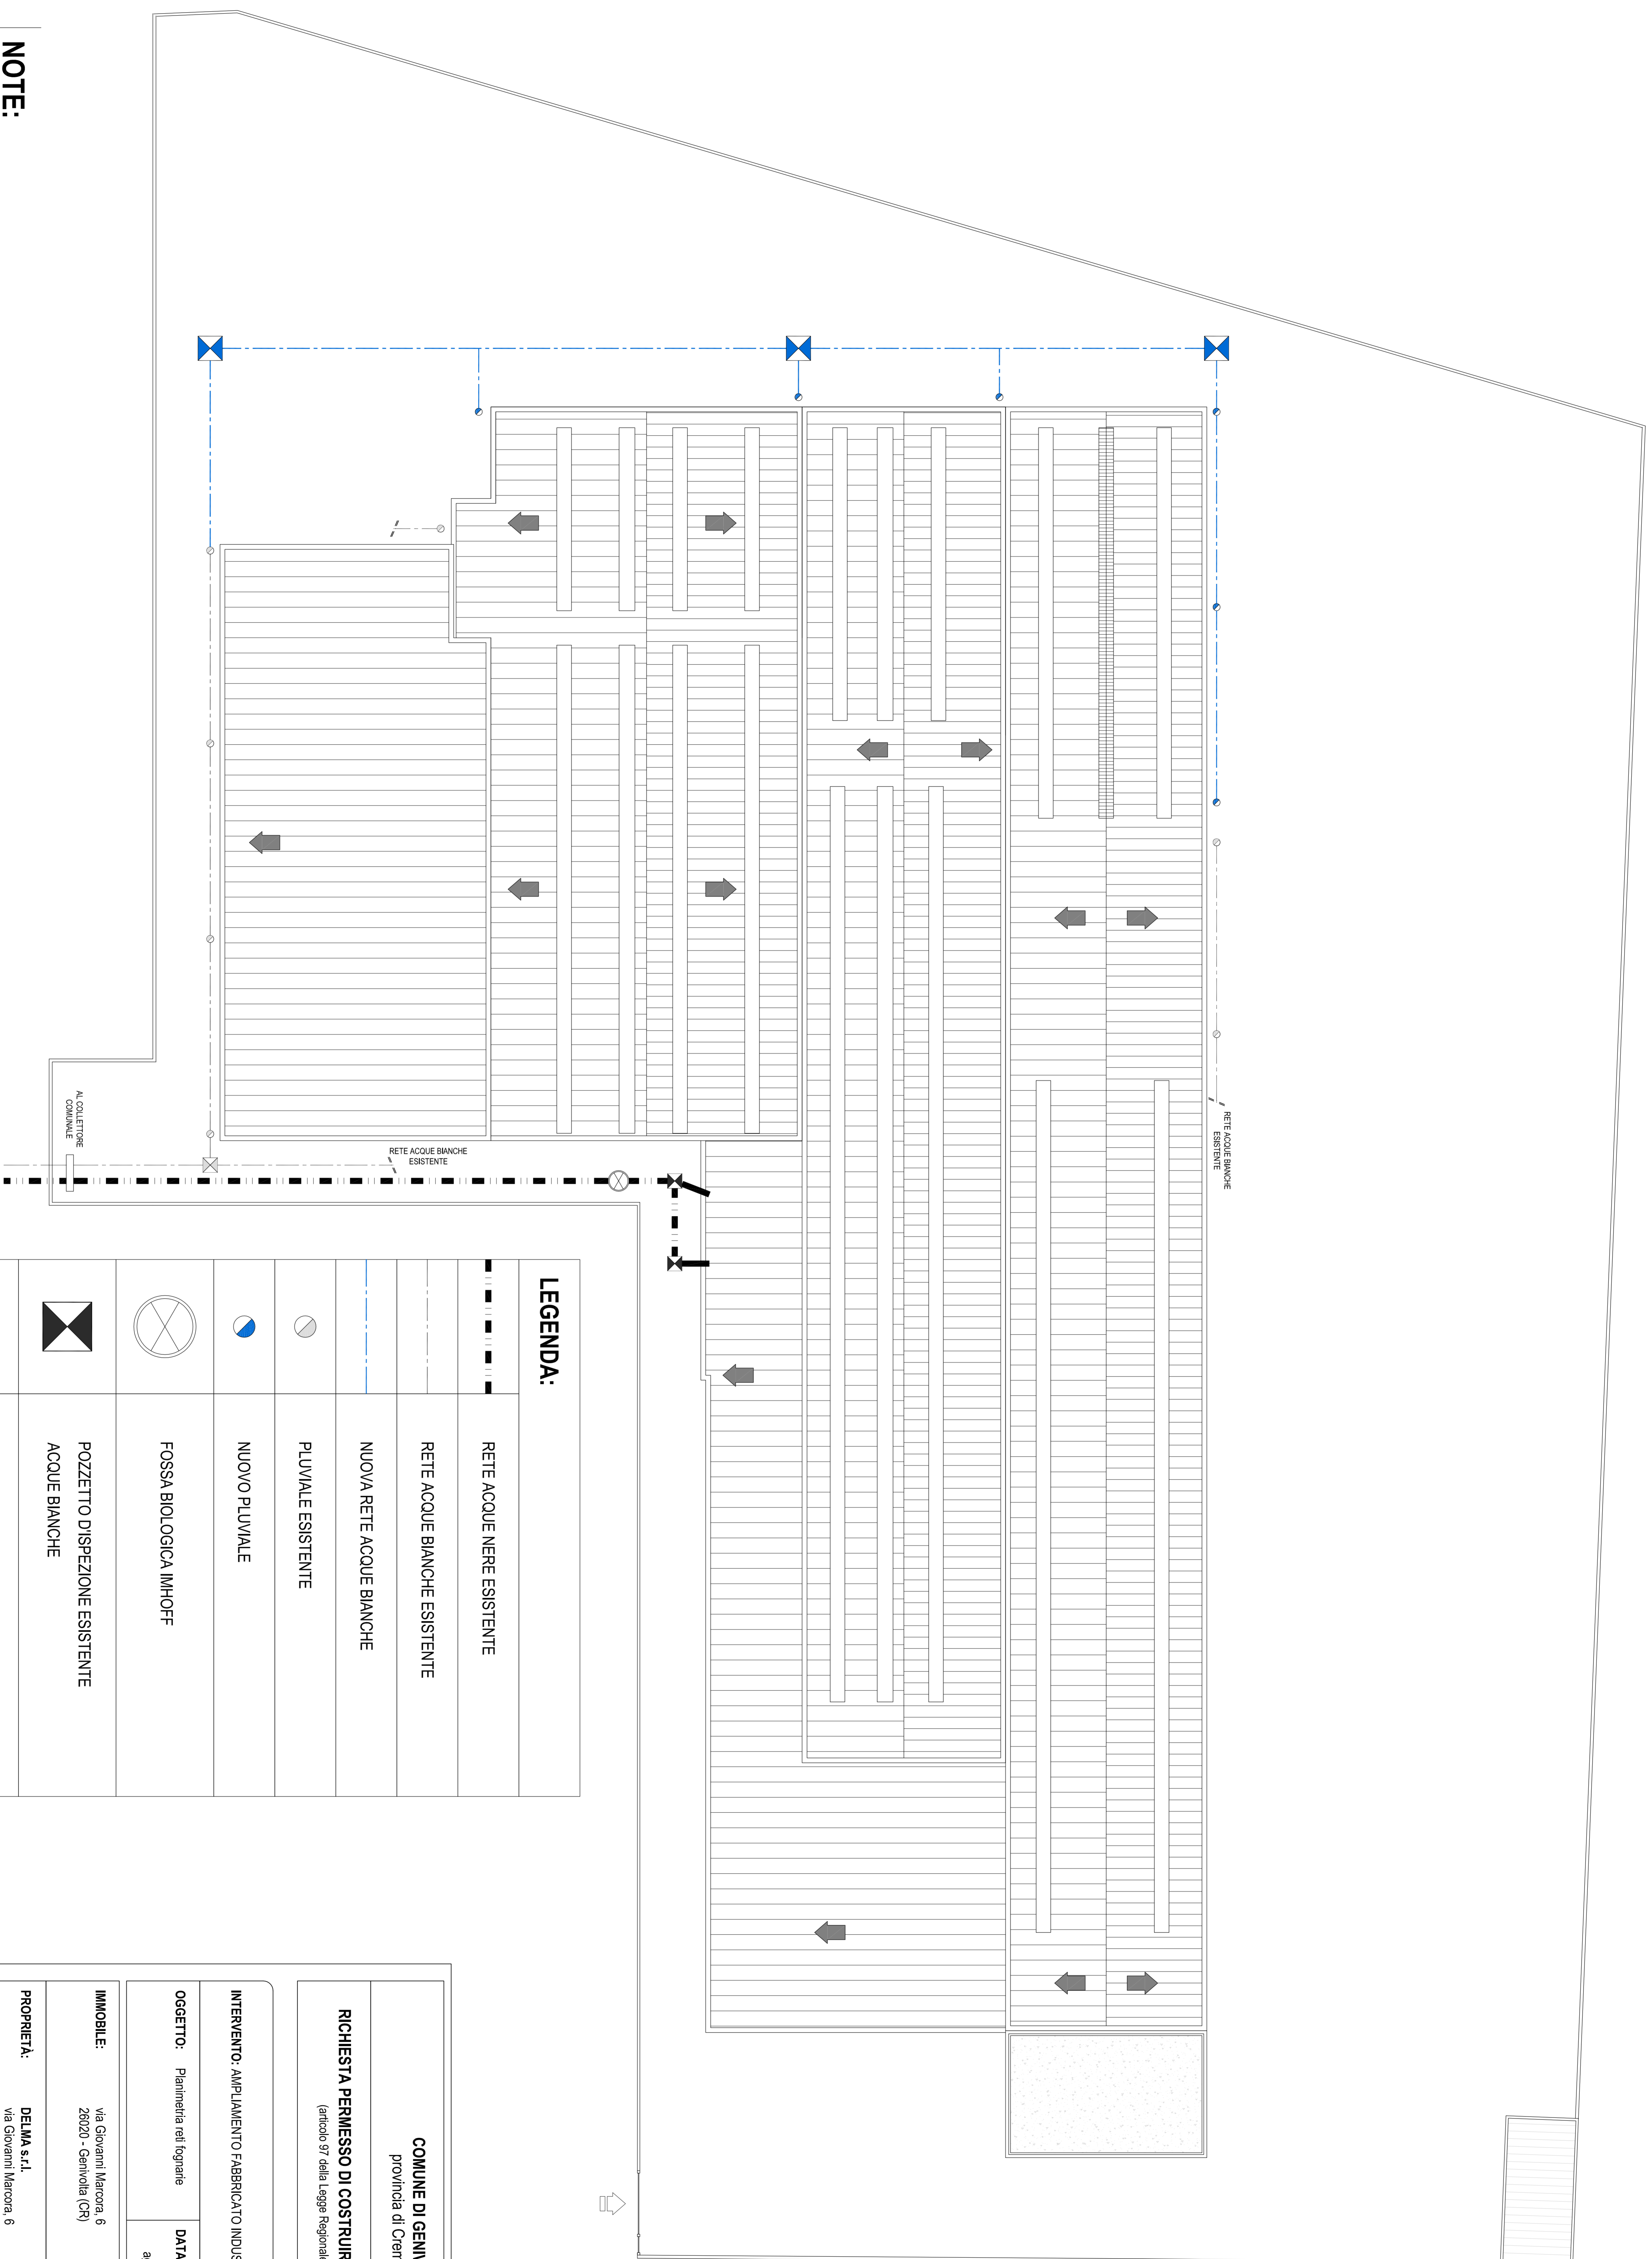 NOTE:
RETE ACQUE BIANCHE
ESISTENTE
RETE ACQUE BIANCHE
ESISTENTE
AL COLLETTORE
COMUNALE
LEGENDA:
RETE ACQUE NERE ESISTENTE
RETE ACQUE BIANCHE ESISTENTE
NUOVA RETE ACQUE BIANCHE
PLUVIALE ESISTENTE
NUOVO PLUVIALE
FOSSA BIOLOGICA IMHOFF
POZZETTO D'ISPEZIONE ESISTENTE
ACQUE BIANCHE
COMUNE DI GENIV
provincia di Crem
RICHIESTA PERMESSO DI COSTRUIR
(articolo 97 della Legge Regionale
INTERVENTO: AMPLIAMENTO FABBRICATO INDUS
OGGETTO: Planimetria reti fognarie
DATA
ag
IMMOBILE: via Giovanni Marcora, 6
26020 - Genivolta (CR)
PROPRIETÀ: DELMA s.r.l.
via Giovanni Marcora, 6